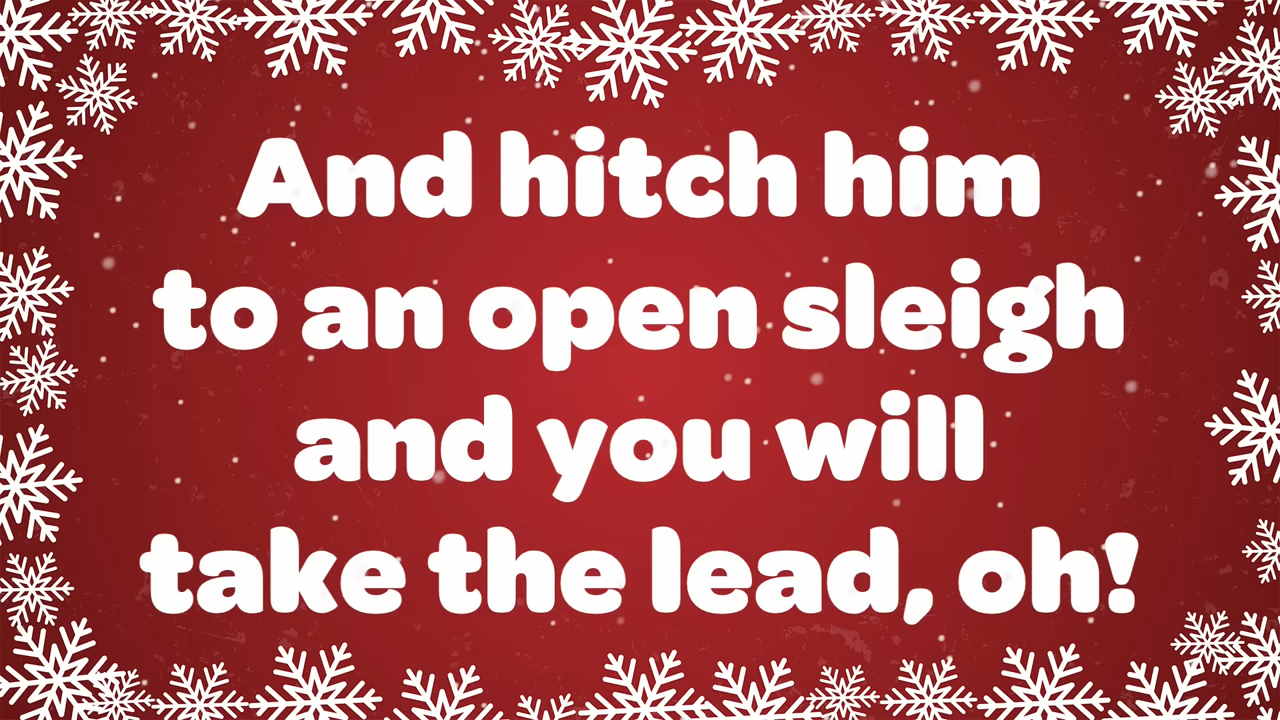 And hitch him
to an open sleigh
and you will
take the lead, oh!